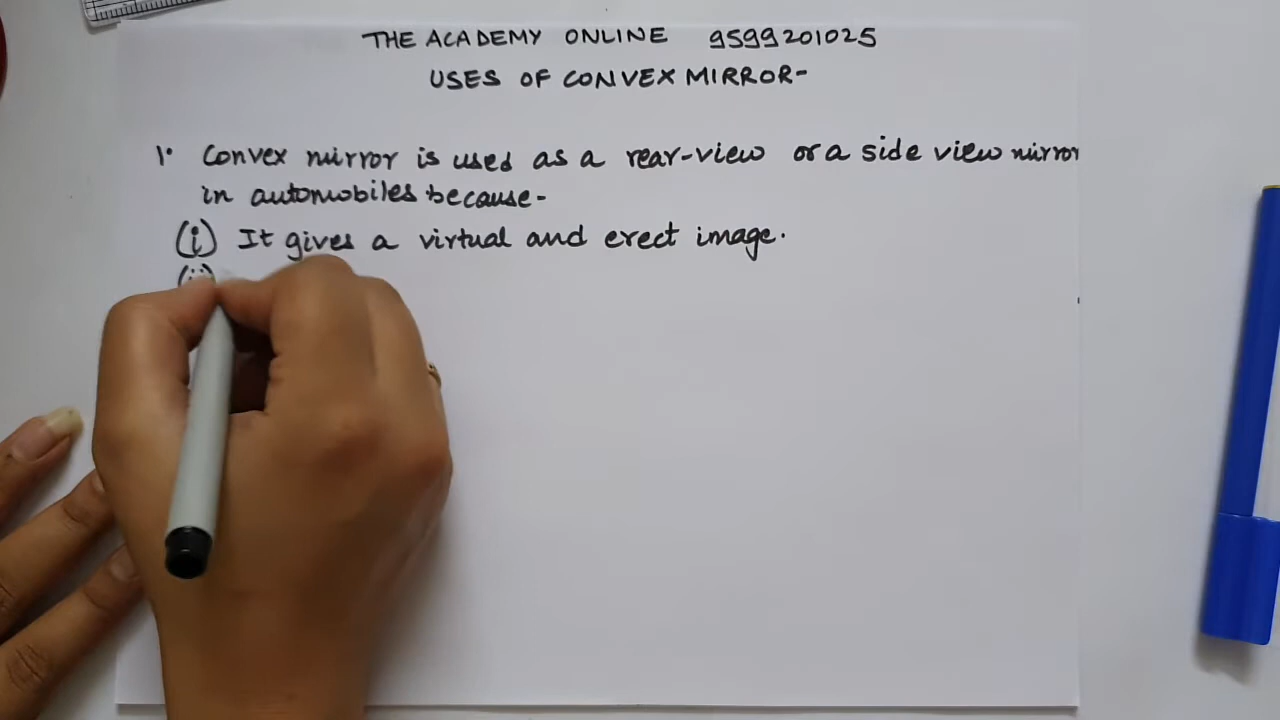 THE ACADEMY ONLINE 9599201025
USES OF CONVEX MIRROR-
1. Convex mirror is used as a rear-view or a side view mirror
in automobiles because-
(i) It gives a virtual and erect image.
(ii)